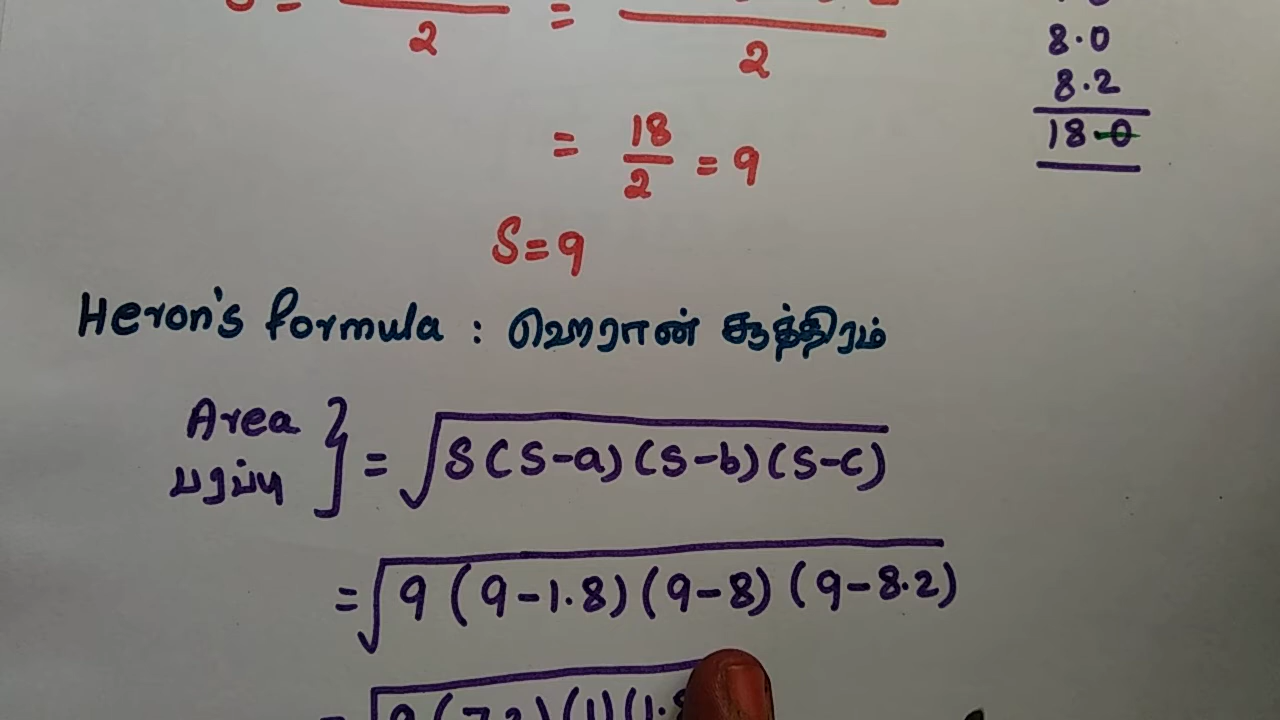 2 = 2
8.0
8.2
18.0
= 18/2 = 9
S=9
Heron's formula : ஹெரான் சூத்திரம்
Area
பரப்பு } = √S(S-a)(S-b)(S-c)
= √9(9-1.8)(9-8)(9-8.2)